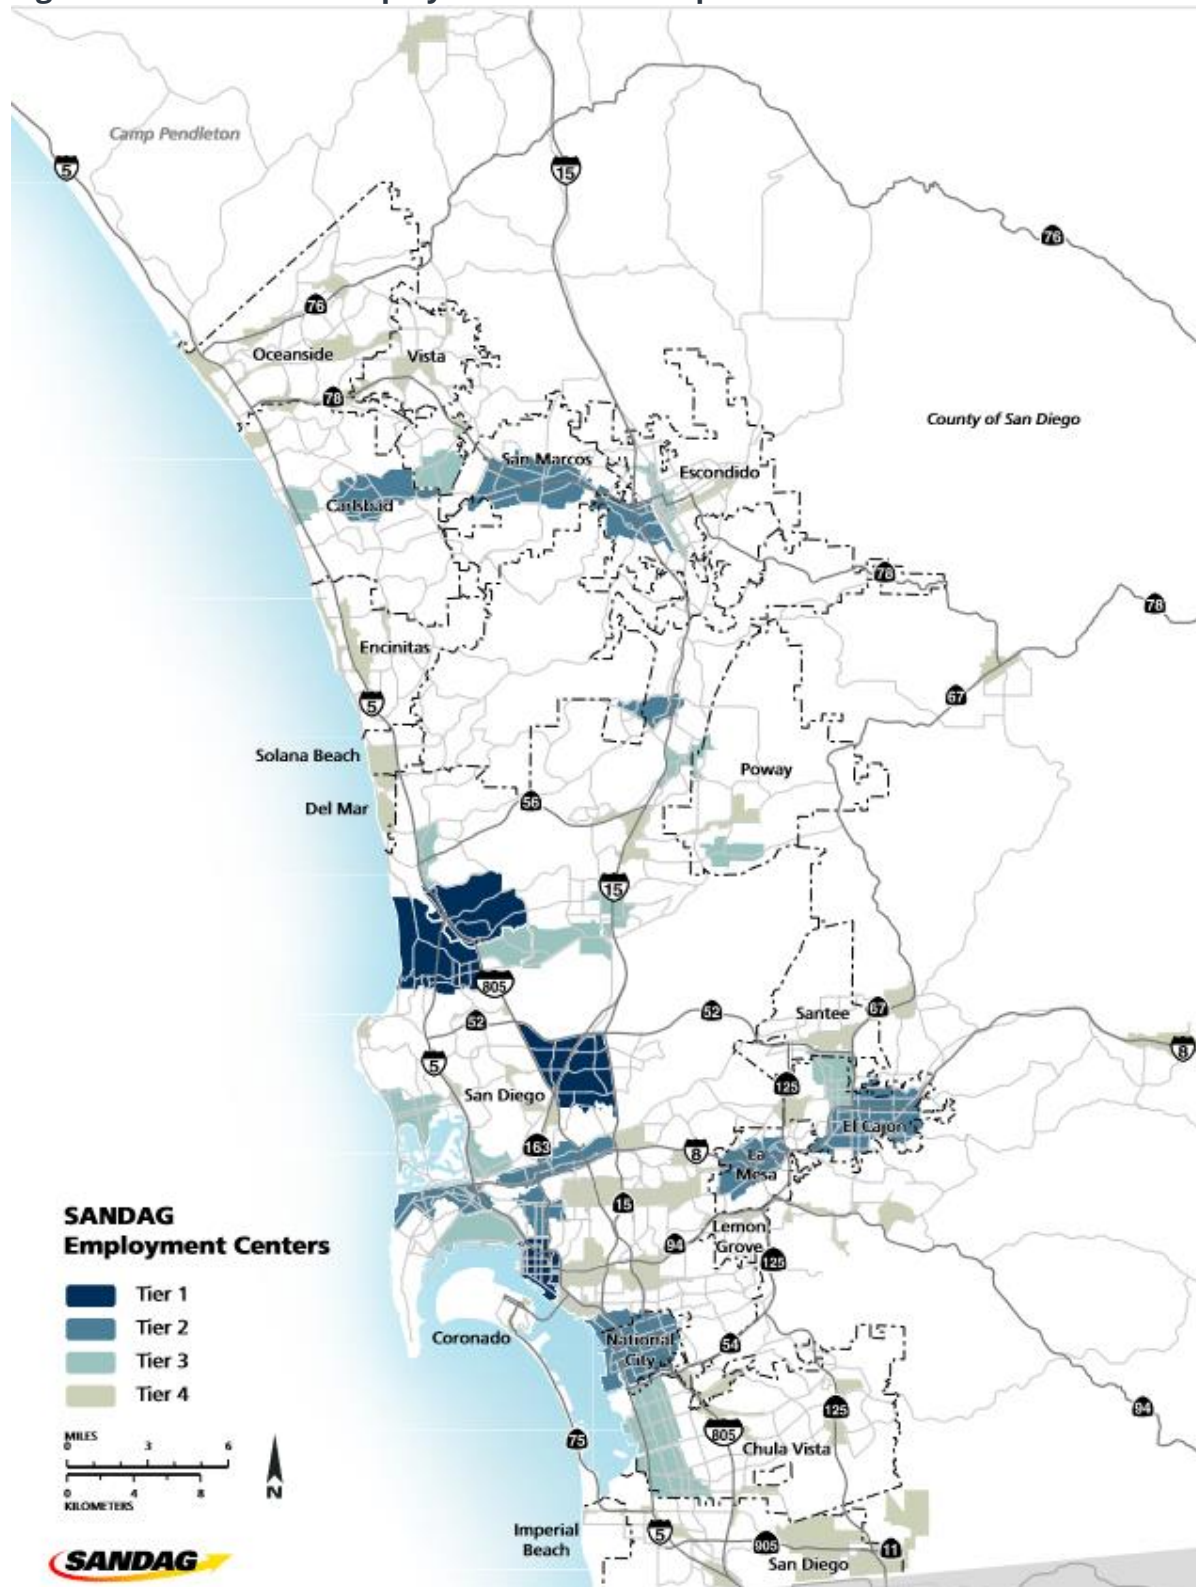 Camp Pendleton
5
15
76
76
Oceanside
Vista
78
County of San Diego
San Marcos
Escondido
Carlsbad
78
78
Encinitas
67
5
Solana Beach
Poway
Del Mar
56
15
805
52
52
Santee
67
5
8
125
San Diego
El Cajon
163
8
La
Mesa
15
SANDAG
Employment Centers
Lemon
Grove
94
125
Tier 1
Tier 2
Tier 3
Tier 4
Coronado
National
City
54
125
94
MILES
0 3 6
75
805
Chula Vista
N
0 4 8
KILOMETERS
Imperial
Beach
5
905
11
San Diego
SANDAG